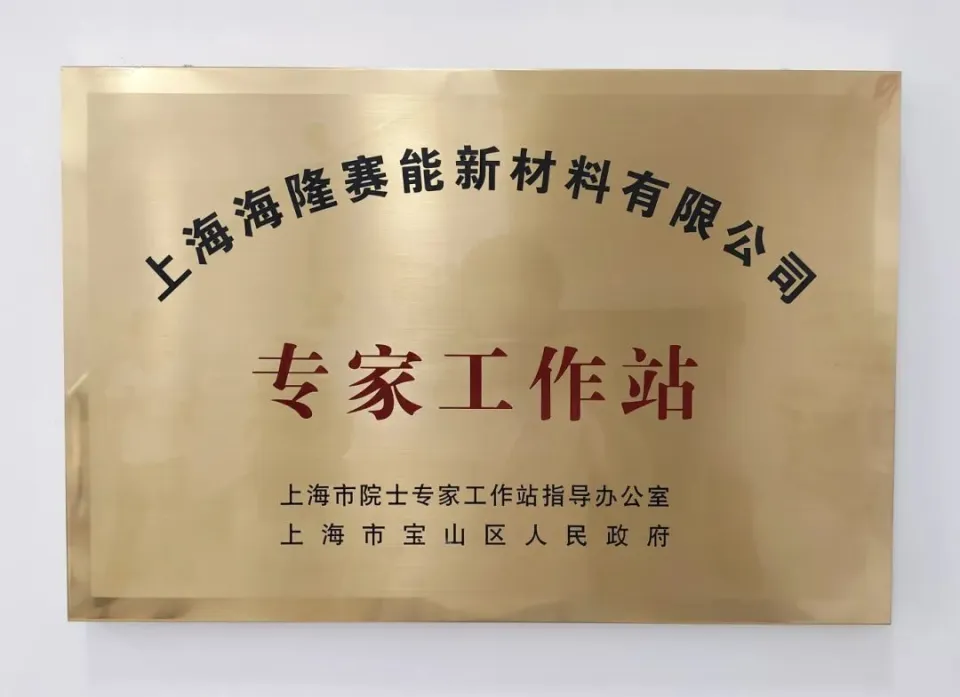 上海海隆赛能新材料有限公司
专家工作站
上海市院士专家工作站指导办公室
上海市宝山区人民政府